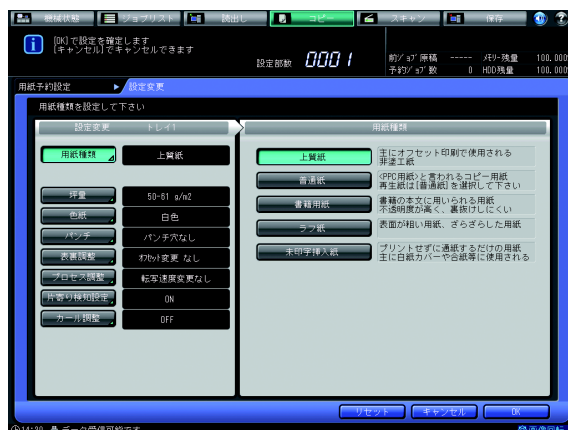 機械状態 ジョブリスト 読出し コピー スキャン 保存
[OK]で設定を確定します
[キャンセル]でキャンセルできます
設定部数 0001
前ジョブ原稿 ----- メモリー残量 100.000
予約ジョブ数 0 HDD残量 100.000
用紙予約設定 設定変更
用紙種類を設定して下さい
設定変更 トレイ1 用紙種類
用紙種類 上質紙
坪量 50-61 g/m2
色紙 白色
パンチ パンチ穴なし
表裏調整 オフセット変更 なし
プロセス調整 転写速度変更なし
片寄り検知設定 ON
カール調整 OFF
上質紙 主にオフセット印刷で使用される
非塗工紙
普通紙 《PPC用紙》と言われるコピー用紙
再生紙は[普通紙]を選択して下さい
書籍用紙 書籍の本文に用いられる用紙
不透明度が高く、裏抜けしにくい
ラフ紙 表面が粗い用紙、ざらざらした用紙
未印字挿入紙 プリントせずに通紙するだけの用紙
主に白紙カバーや合紙等に使用される
リセット キャンセル OK
14:30 データ受信可能です 画像回転